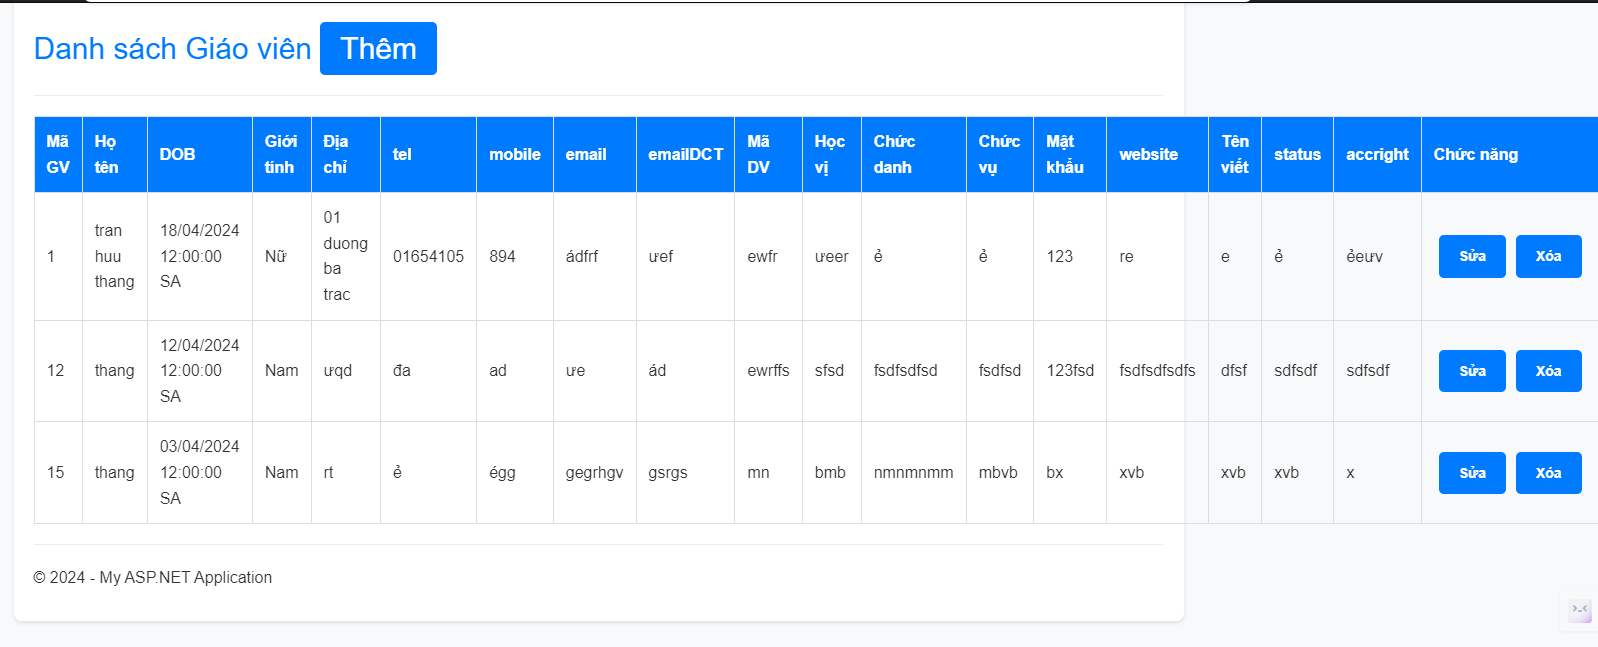 Danh sách Giáo viên Thêm
Mã GV Họ tên DOB Giới tính Địa chỉ tel mobile email emailDCT Mã DV Học vị Chức danh Chức vụ Mật khẩu website Tên viết status accright Chức năng
1 tran huu thang 18/04/2024 12:00:00 SA Nữ 01 duong ba trac 01654105 894 ádfrf ưef ewfr ưeer ẻ ẻ 123 re e ẻ ẻeưv Sửa Xóa
12 thang 12/04/2024 12:00:00 SA Nam ưqd đa ad ưe ád ewrffs sfsd fsdfsdfsd fsdfsd 123fsd fsdfsdfsdfs dfsf sdfsdf sdfsdf Sửa Xóa
15 thang 03/04/2024 12:00:00 SA Nam rt ẻ égg gegrhgv gsrgs mn bmb nmnmnmm mbvb bx xvb xvb xvb x Sửa Xóa
© 2024 - My ASP.NET Application